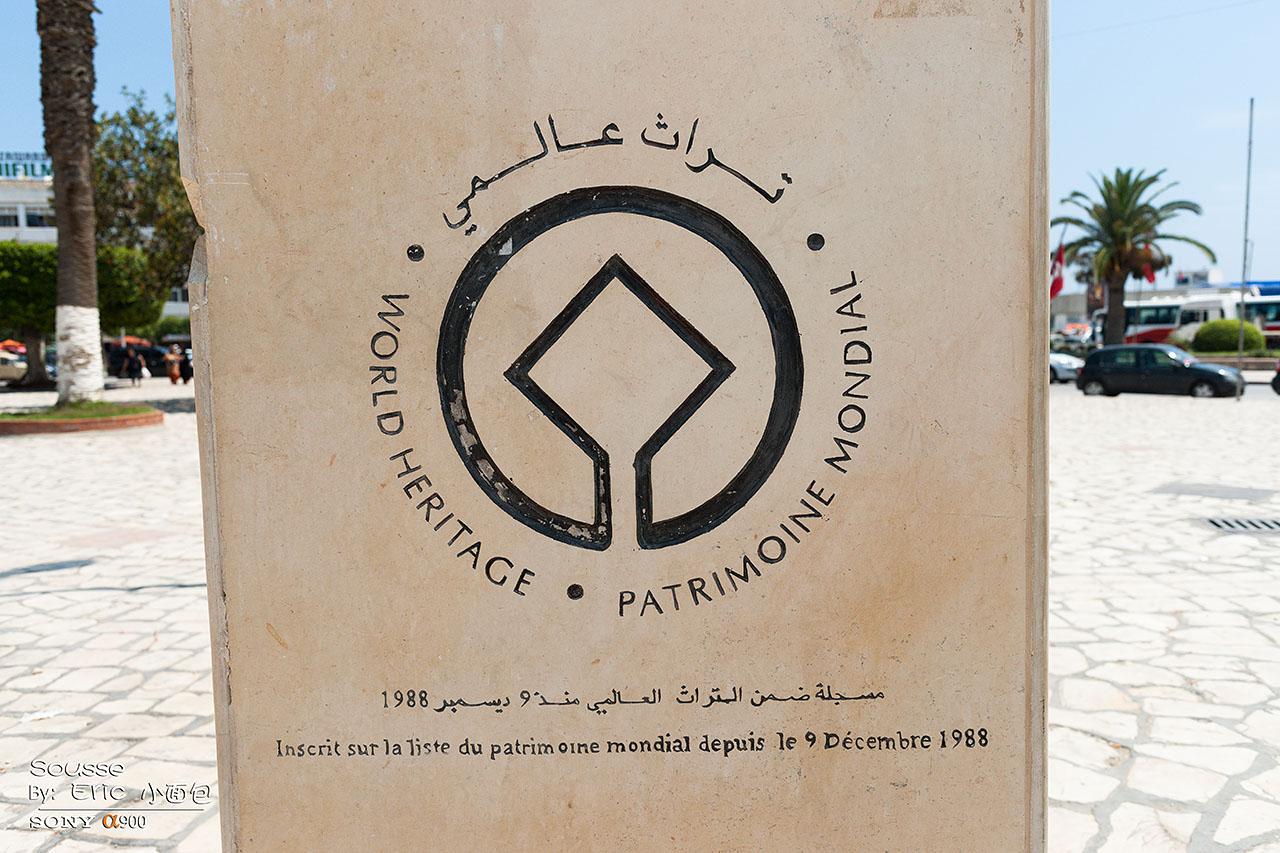 تراث عالمي
WORLD HERITAGE
PATRIMOINE MONDIAL
مسجلة ضمن التراث العالمي منذ 9 ديسمبر 1988
Inscrit sur la liste du patrimoine mondial depuis le 9 Décembre 1988
Sousse
By: Eric 小面包
SONY α900